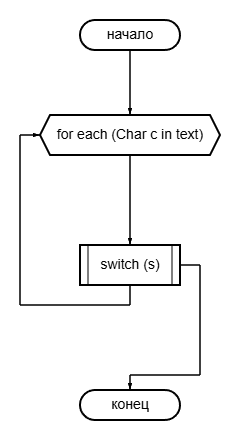 начало
for each (Char c in text)
switch (s)
конец